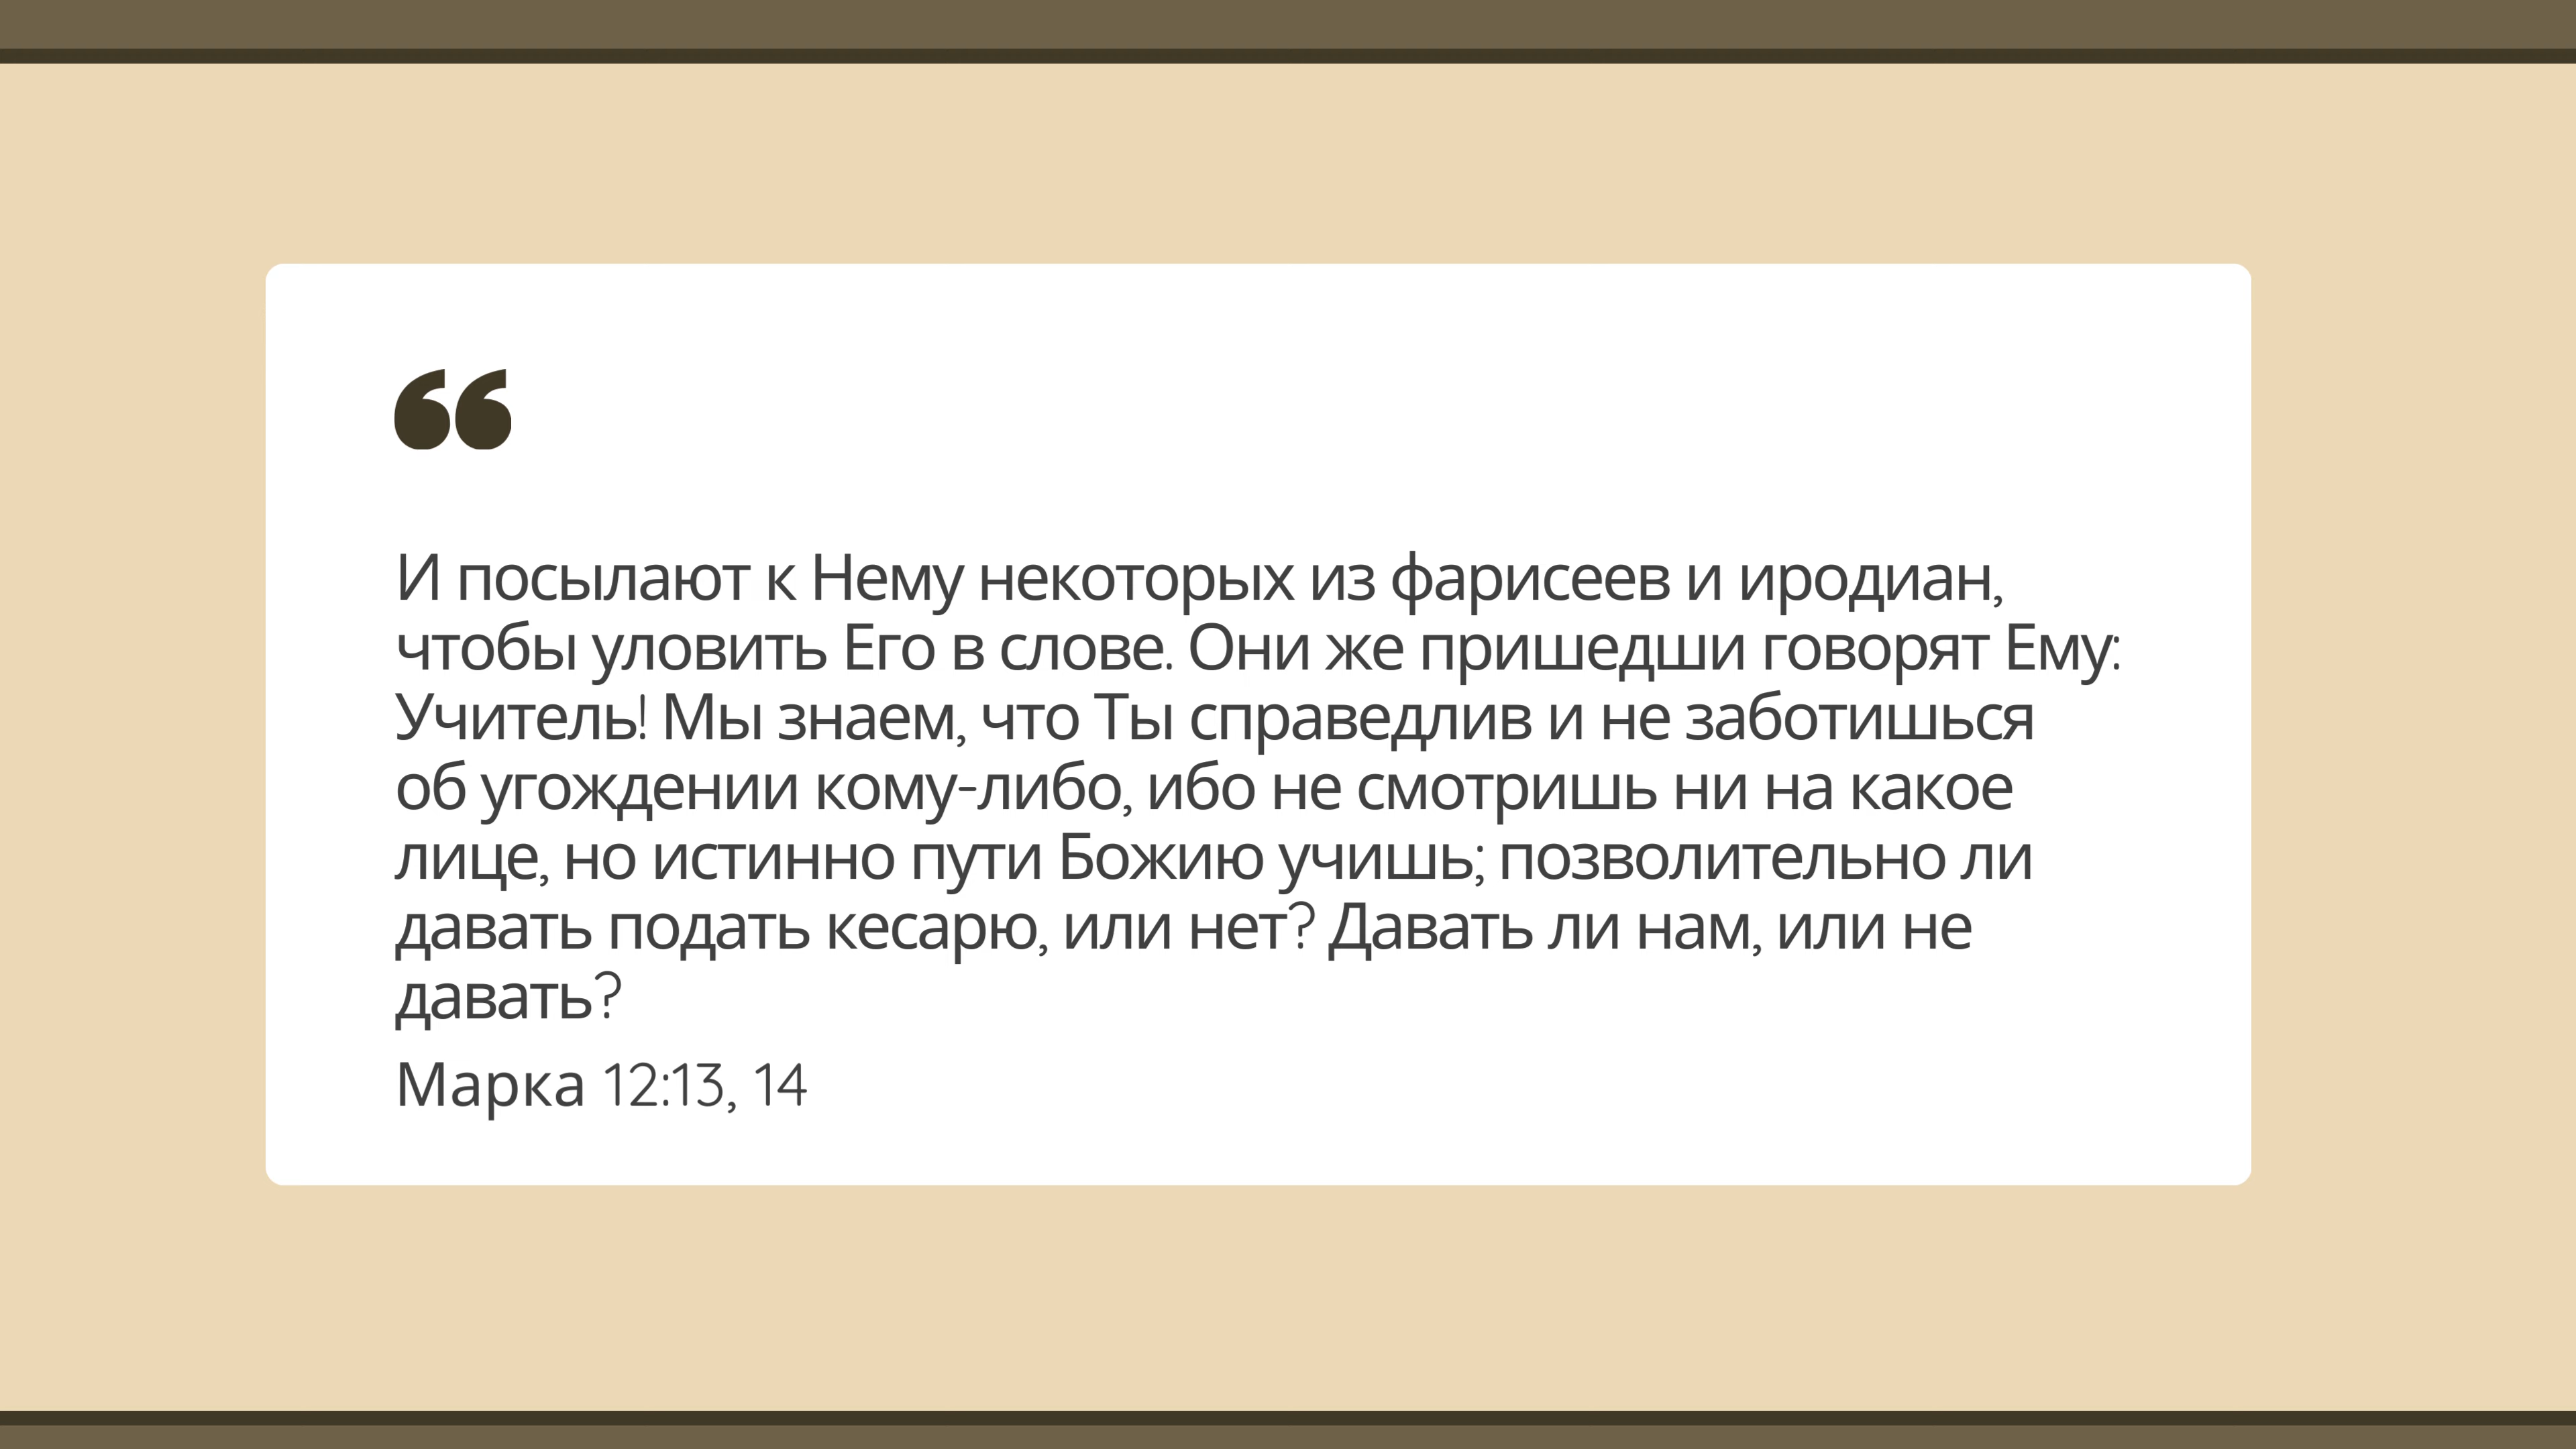 “
И посылают к Нему некоторых из фарисеев и иродиан,
чтобы уловить Его в слове. Они же пришедши говорят Ему:
Учитель! Мы знаем, что Ты справедлив и не заботишься
об угождении кому-либо, ибо не смотришь ни на какое
лице, но истинно пути Божию учишь; позволительно ли
давать подать кесарю, или нет? Давать ли нам, или не
давать?
Марка 12:13, 14